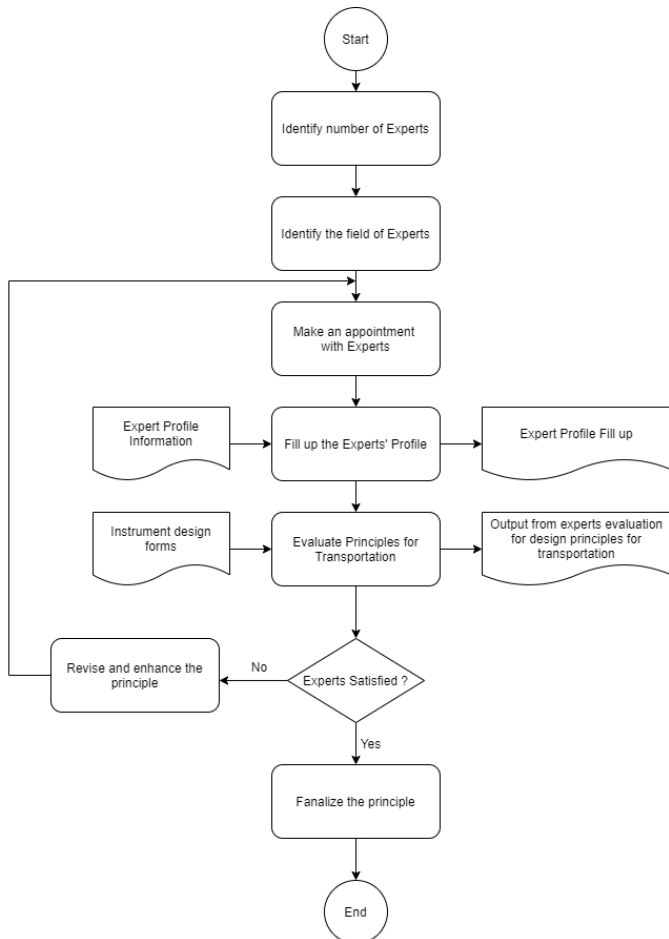 Start
Identify number of Experts
Identify the field of Experts
Make an appointment
with Experts
Expert Profile
Information
Fill up the Experts' Profile
Expert Profile Fill up
Instrument design
forms
Evaluate Principles for
Transportation
Output from experts evaluation
for design principles for
transportation
Revise and enhance the
principle
No
Experts Satisfied ?
Yes
Fanalize the principle
End